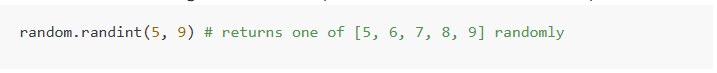 random.randint(5, 9) # returns one of [5, 6, 7, 8, 9] randomly